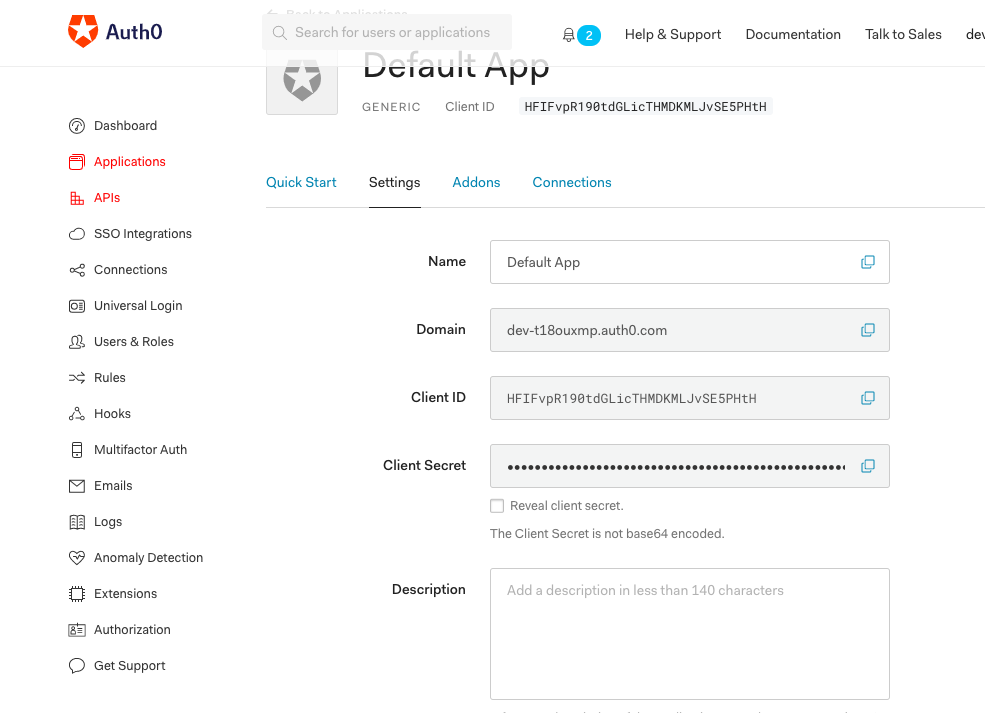 Back to Applications
Auth0
Search for users or applications
2
Help & Support
Documentation
Talk to Sales
dev
Default App
GENERIC
Client ID
HFIFvpR190tdGLicTHMDKMLJvSE5PHtH
Dashboard
Applications
APIs
SSO Integrations
Connections
Universal Login
Users & Roles
Rules
Hooks
Multifactor Auth
Emails
Logs
Anomaly Detection
Extensions
Authorization
Get Support
Quick Start
Settings
Addons
Connections
Name
Default App
Domain
dev-t18ouxmp.auth0.com
Client ID
HFIFvpR190tdGLicTHMDKMLJvSE5PHtH
Client Secret
Reveal client secret.
The Client Secret is not base64 encoded.
Description
Add a description in less than 140 characters